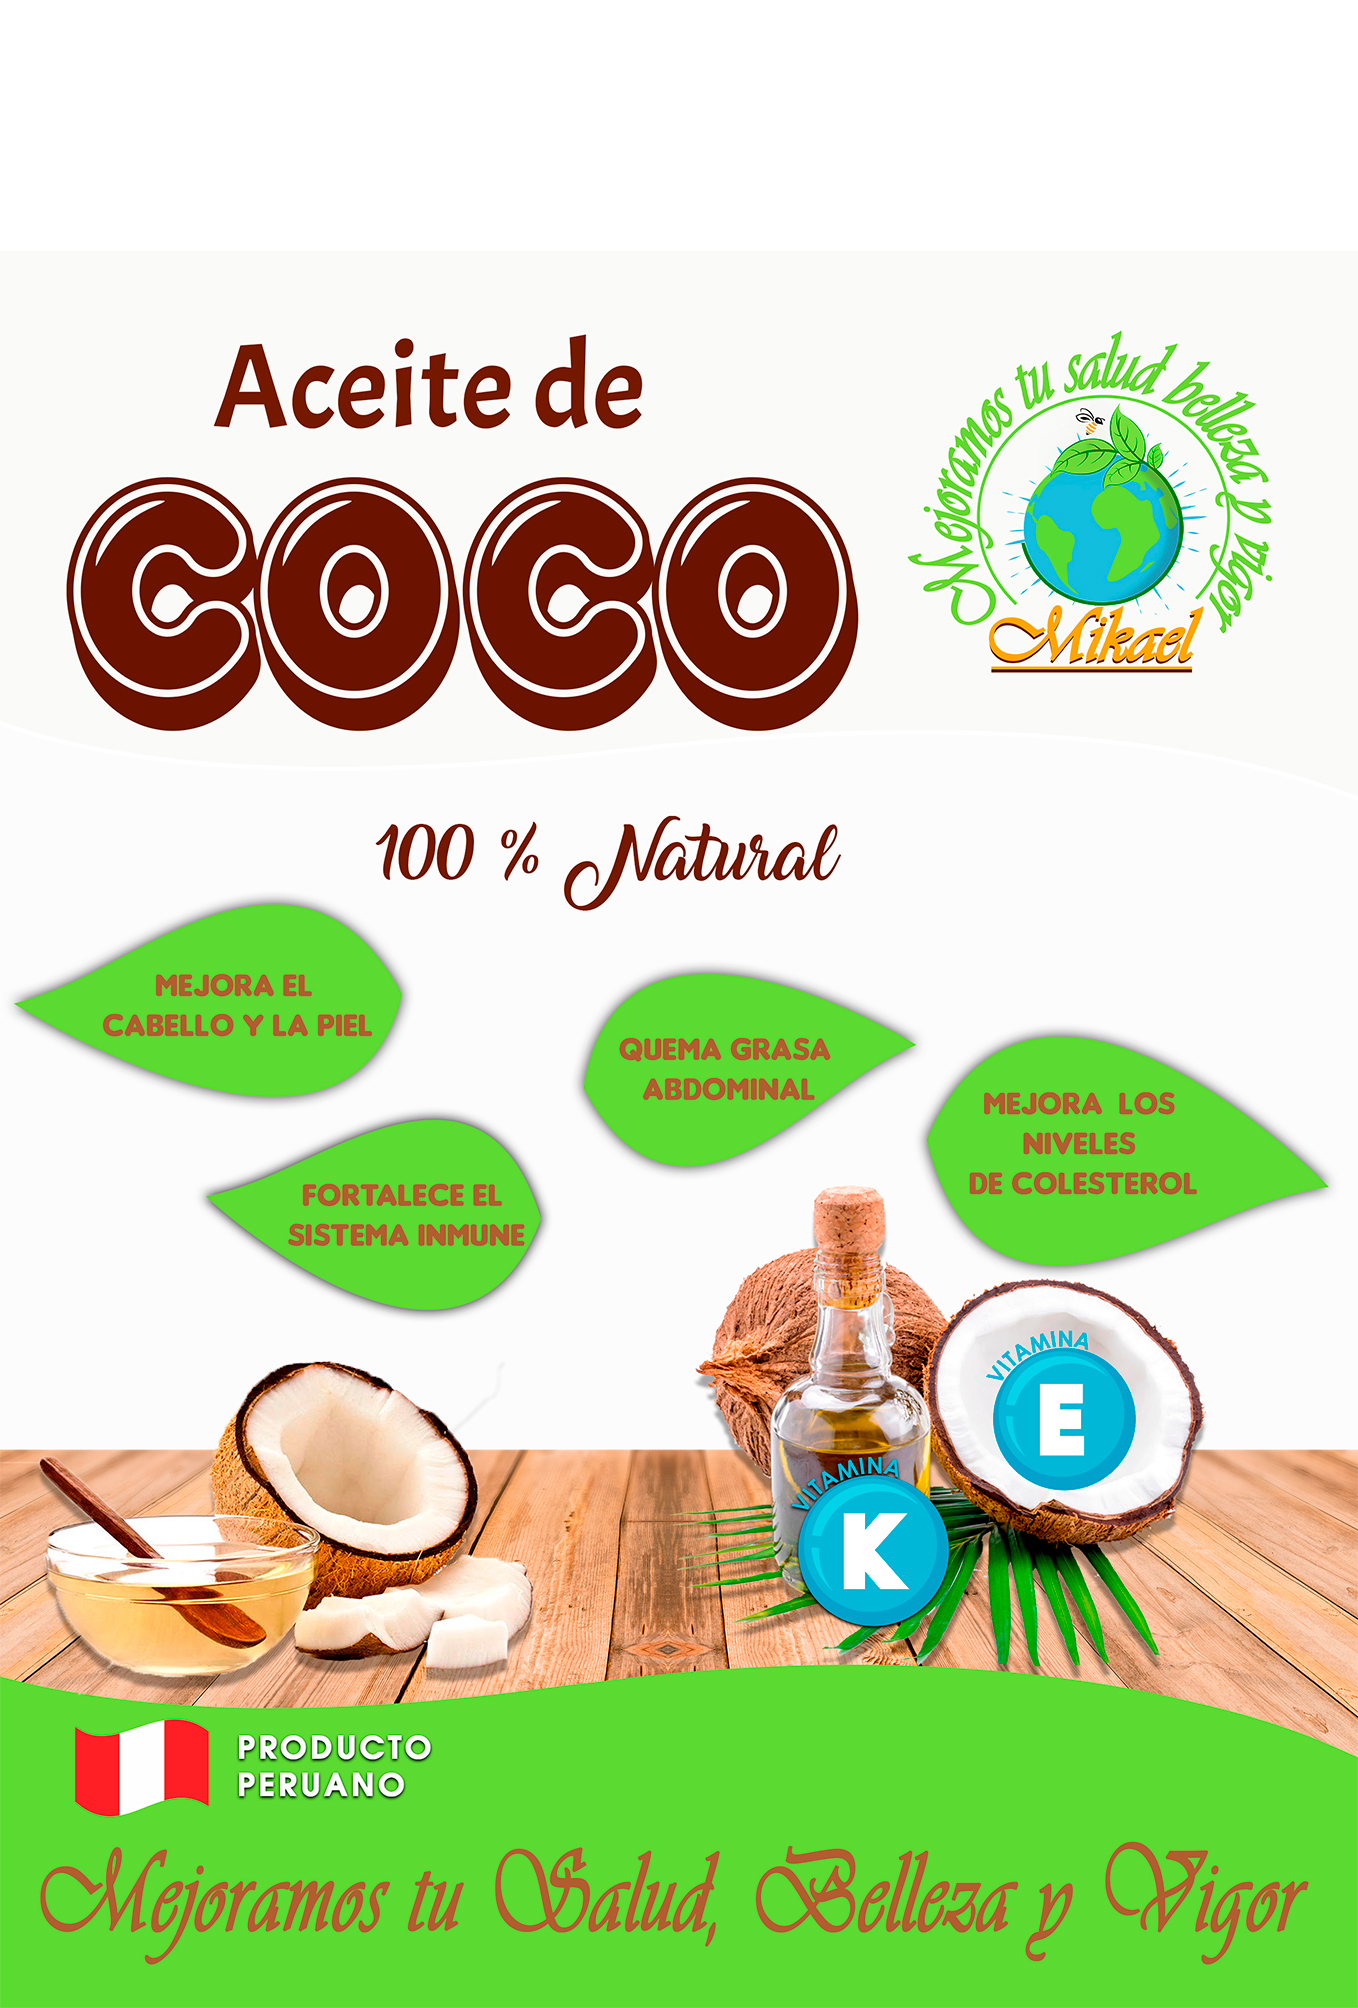 Aceite de
COCO
Mejoramos tu salud belleza y vigor
Mikael
100 % Natural
MEJORA EL
CABELLO Y LA PIEL
QUEMA GRASA
ABDOMINAL
MEJORA LOS
NIVELES
DE COLESTEROL
FORTALECE EL
SISTEMA INMUNE
VITAMINA
E
VITAMINA
K
PRODUCTO
PERUANO
Mejoramos tu Salud, Belleza y Vigor